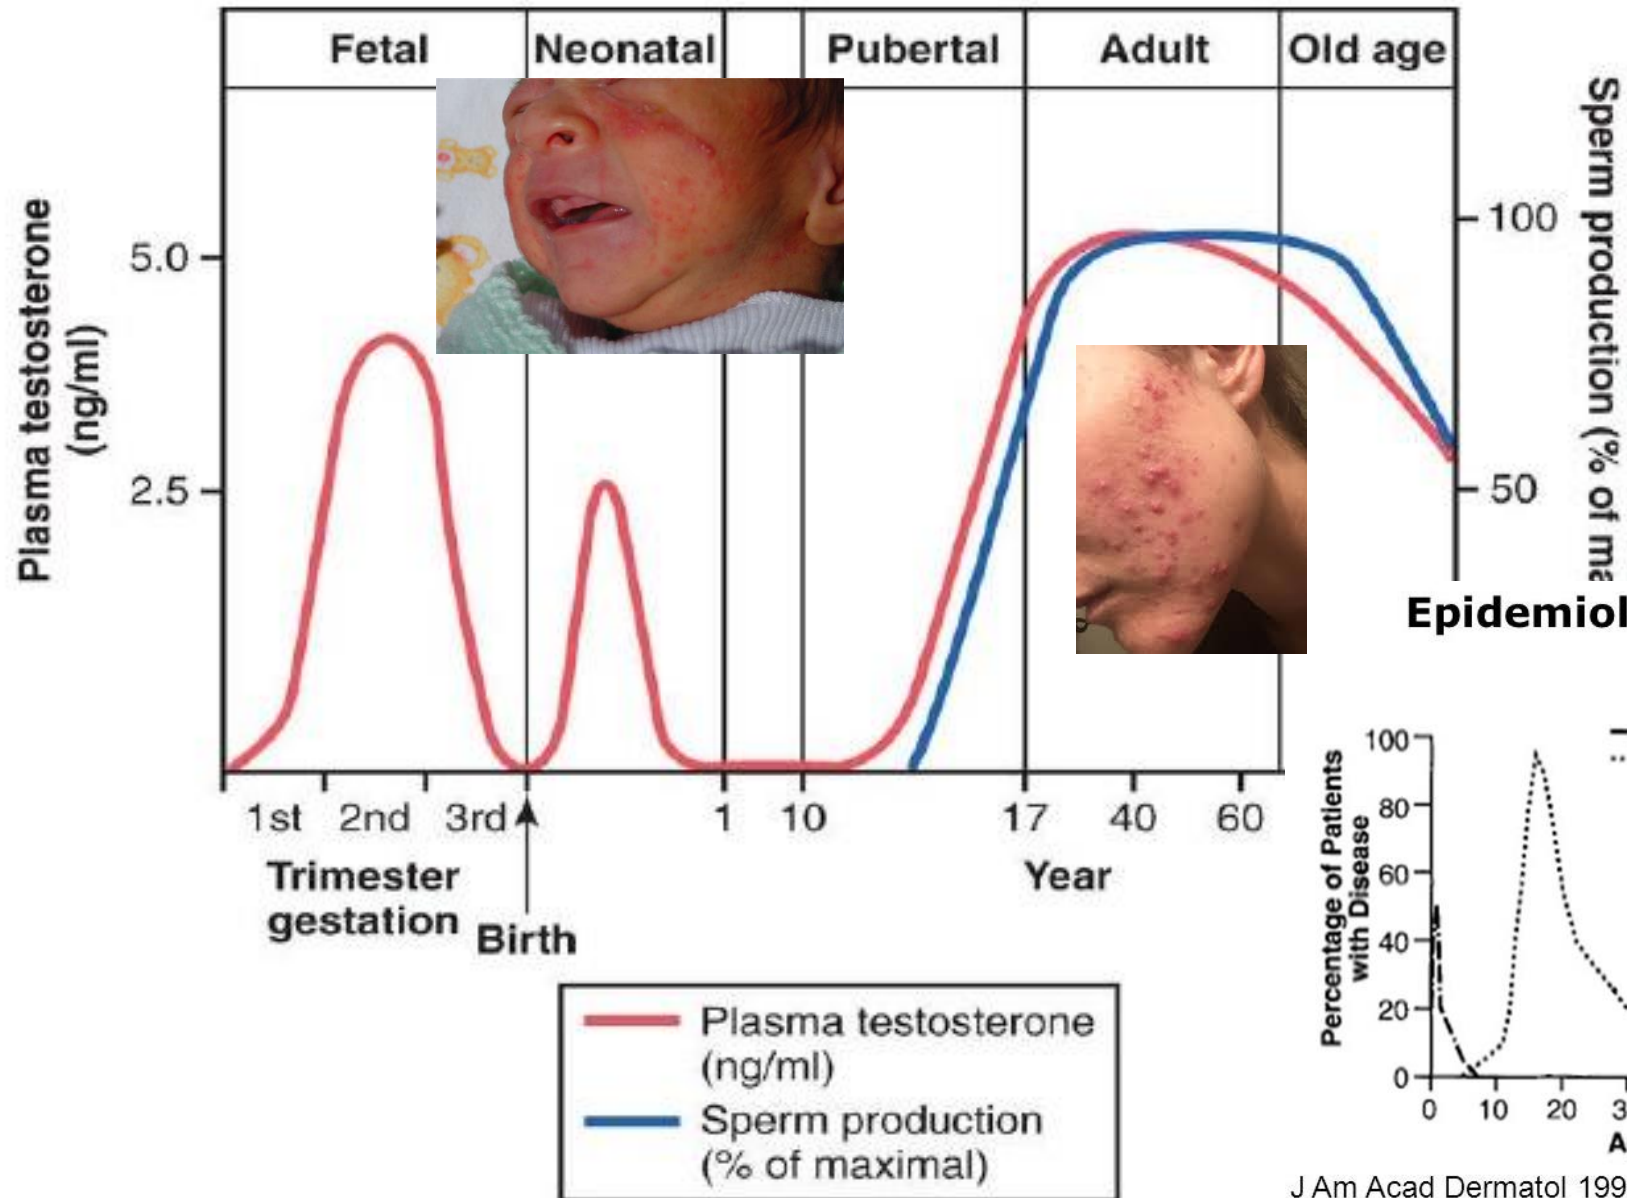 Fetal
Neonatal
Pubertal
Adult
Old age
Plasma testosterone
(ng/ml)
5.0
2.5
100
50
Sperm production (% of
1st
2nd
3rd
1
10
17
40
60
Trimester
gestation
Birth
Year
Plasma testosterone
(ng/ml)
Sperm production
(% of maximal)
Epidemiol
Percentage of Patients
with Disease
100
80
60
40
20
0
0
10
20
J Am Acad Dermatol 199